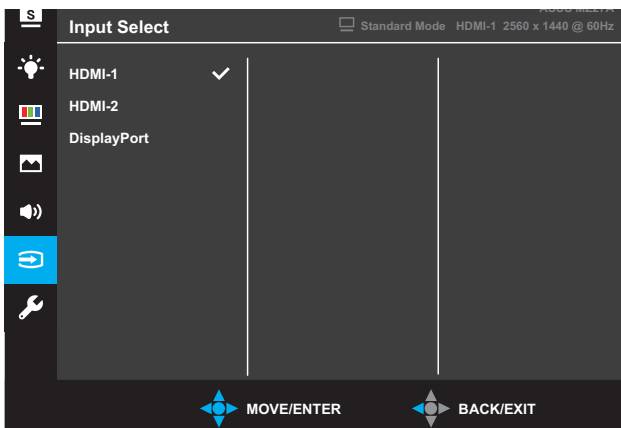 S
Input Select
Standard Mode HDMI-1 2560 x 1440 @ 60Hz
HDMI-1
HDMI-2
DisplayPort
MOVE/ENTER
BACK/EXIT